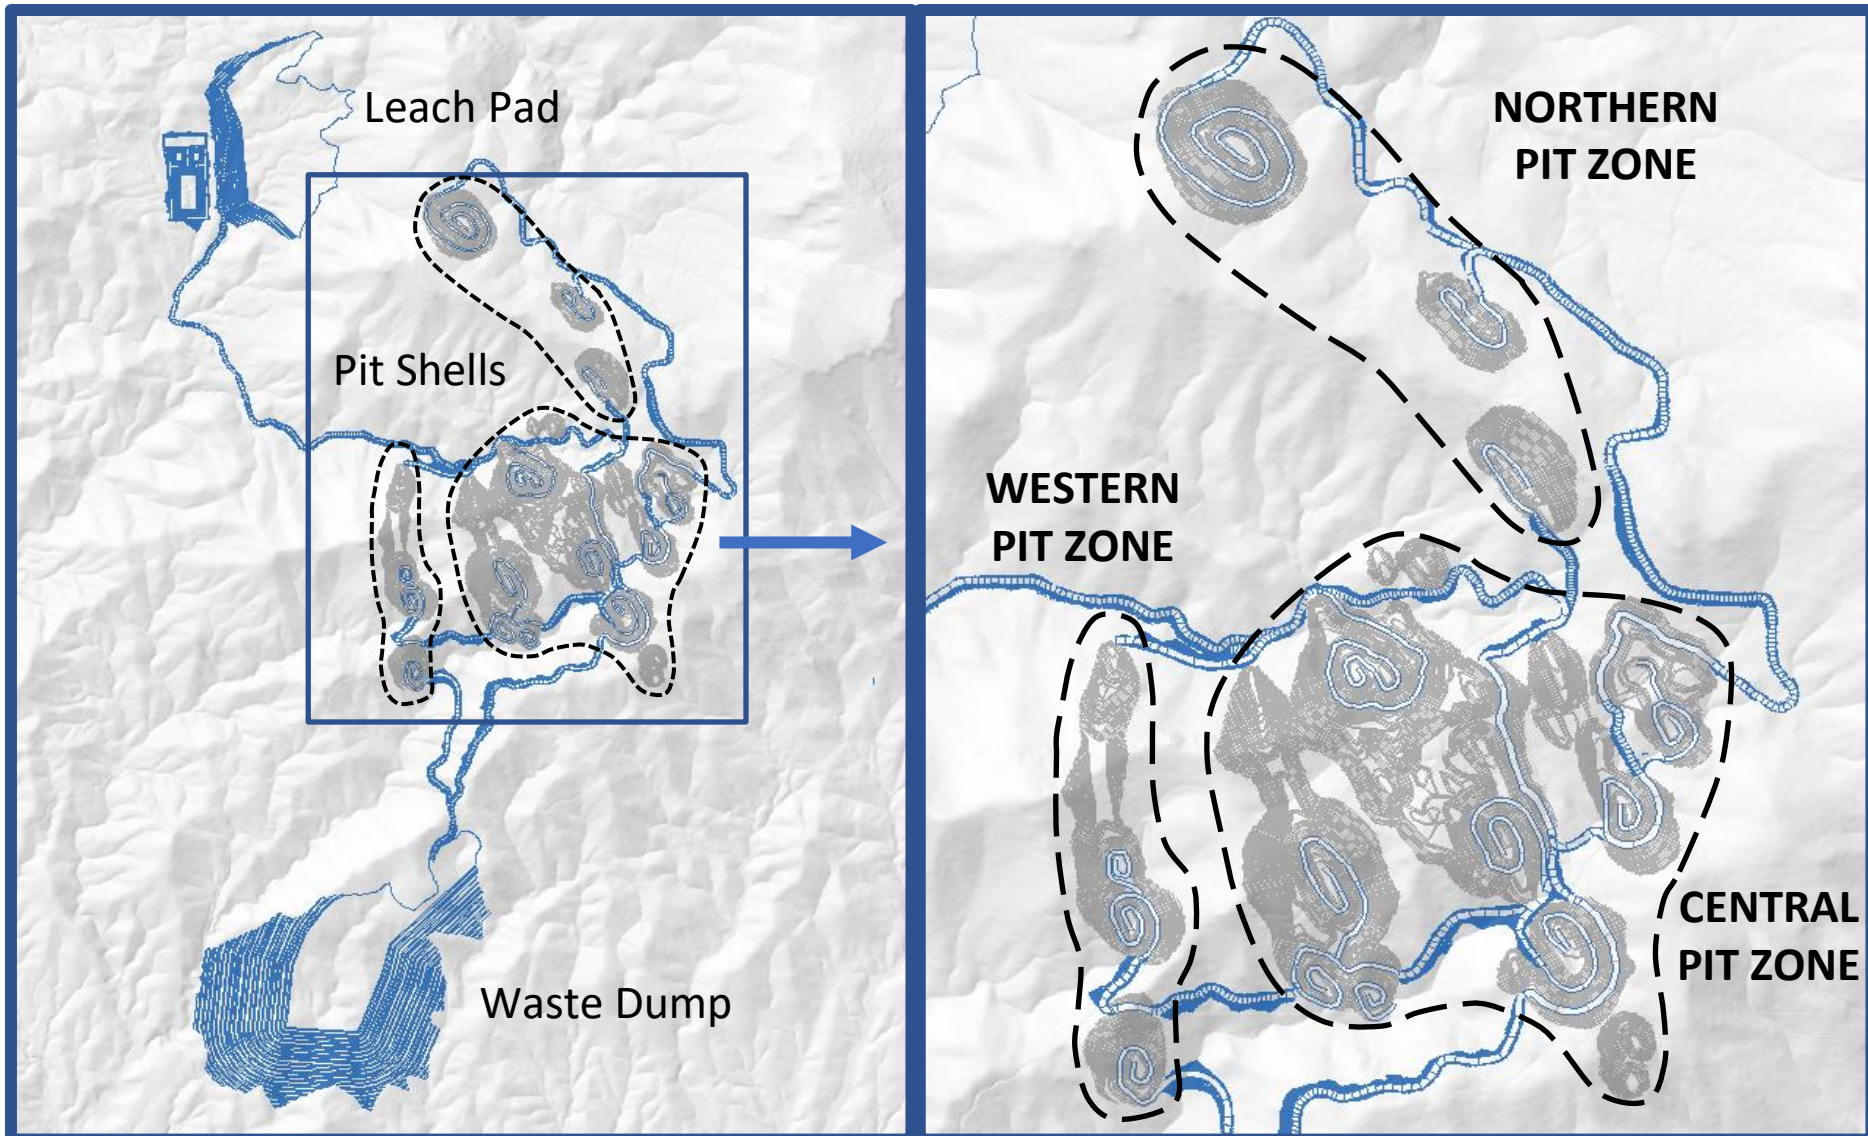 Leach Pad
Pit Shells
Waste Dump
NORTHERN
PIT ZONE
WESTERN
PIT ZONE
CENTRAL
PIT ZONE